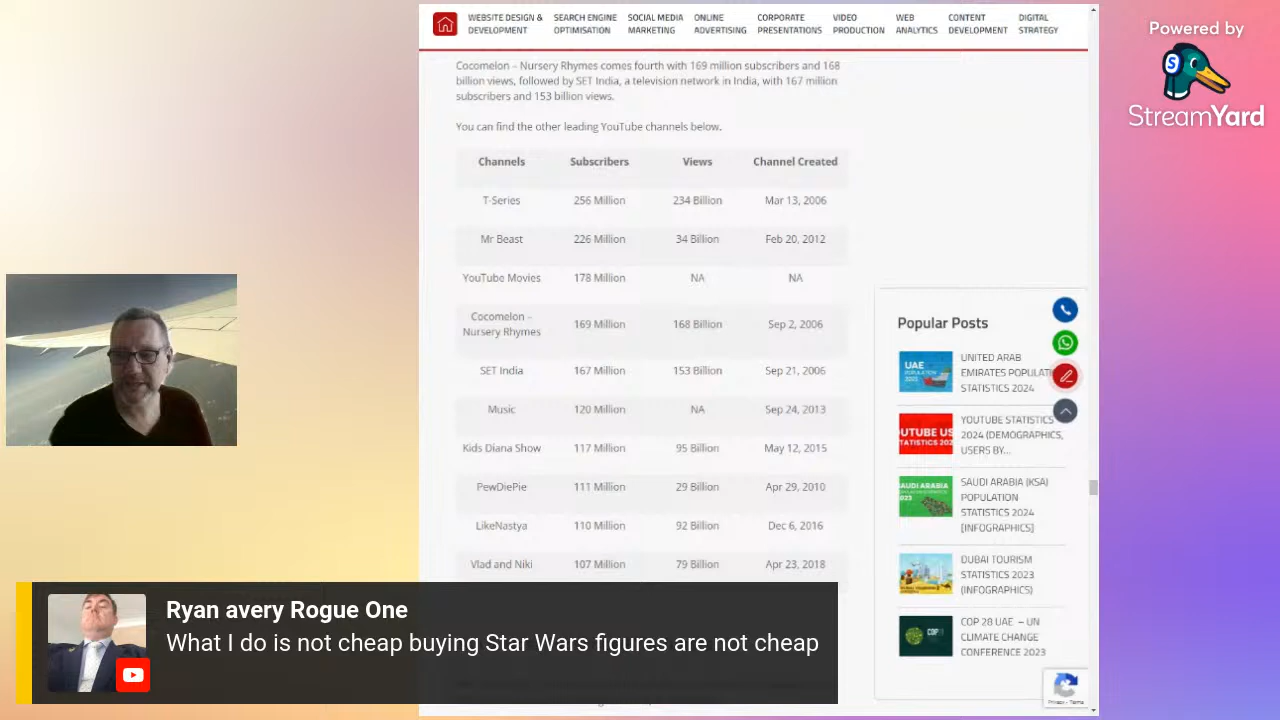 WEBSITE DESIGN & DEVELOPMENT
SEARCH ENGINE OPTIMISATION
SOCIAL MEDIA MARKETING
ONLINE ADVERTISING
CORPORATE PRESENTATIONS
VIDEO PRODUCTION
WEB ANALYTICS
CONTENT DEVELOPMENT
DIGITAL STRATEGY
Powered by
S
StreamYard
Cocomelon – Nursery Rhymes comes fourth with 169 million subscribers and 168
billion views, followed by SET India, a television network in India, with 167 million
subscribers and 153 billion views.
You can find the other leading YouTube channels below.
Channels Subscribers Views Channel Created
T-Series 256 Million 234 Billion Mar 13, 2006
Mr Beast 226 Million 34 Billion Feb 20, 2012
YouTube Movies 178 Million NA NA
Cocomelon –
Nursery Rhymes 169 Million 168 Billion Sep 2, 2006
SET India 167 Million 153 Billion Sep 21, 2006
Music 120 Million NA Sep 24, 2013
Kids Diana Show 117 Million 95 Billion May 12, 2015
PewDiePie 111 Million 29 Billion Apr 29, 2010
LikeNastya 110 Million 92 Billion Dec 6, 2016
Vlad and Niki 107 Million 79 Billion Apr 23, 2018
Popular Posts
UAE
POPULATION
UNITED ARAB
EMIRATES
STATISTICS 2024
YOUTUBE STATISTICS
2024 (DEMOGRAPHICS,
USERS BY...
SAUDI ARABIA (KSA)
POPULATION
STATISTICS 2024
[INFOGRAPHICS]
DUBAI TOURISM
STATISTICS 2023
(INFOGRAPHICS)
COP28
COP 28 UAE – UN
CLIMATE CHANGE
CONFERENCE 2023
Privacy - Terms
Ryan avery Rogue One
What I do is not cheap buying Star Wars figures are not cheap